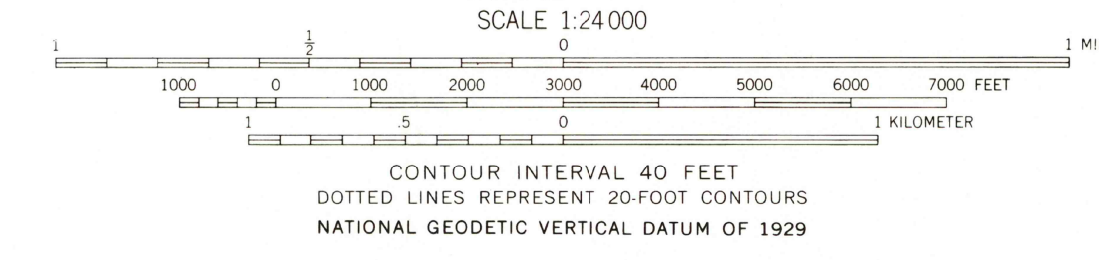 SCALE 1:24 000
1 1/2 0 1 MI
1000 0 1000 2000 3000 4000 5000 6000 7000 FEET
1 .5 0 1 KILOMETER
CONTOUR INTERVAL 40 FEET
DOTTED LINES REPRESENT 20-FOOT CONTOURS
NATIONAL GEODETIC VERTICAL DATUM OF 1929